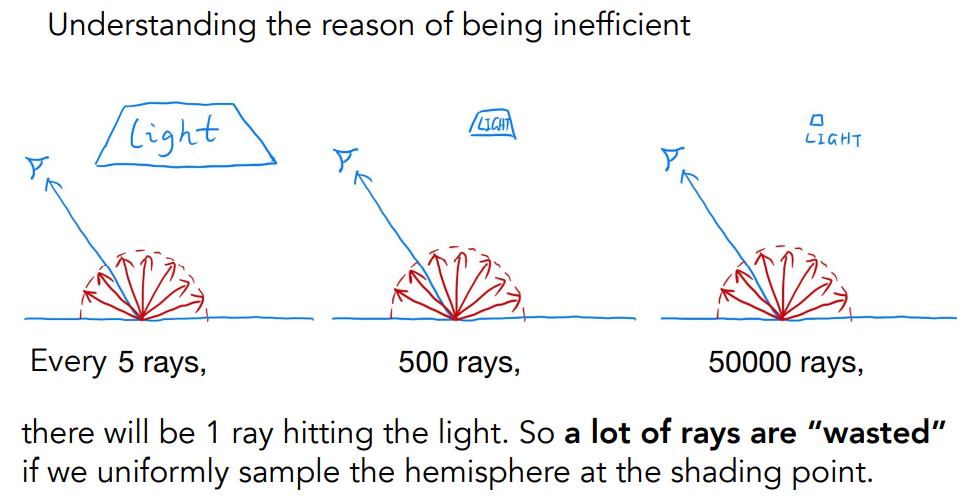 Understanding the reason of being inefficient
Light
LIGHT
LIGHT
Every 5 rays,
500 rays,
50000 rays,
there will be 1 ray hitting the light. So a lot of rays are “wasted”
if we uniformly sample the hemisphere at the shading point.